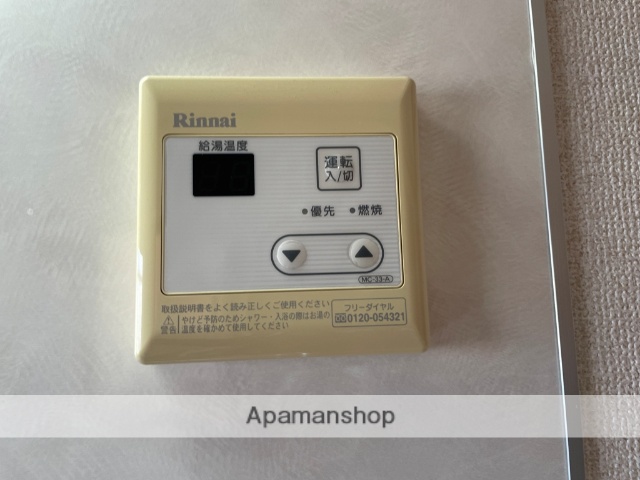 Rinnai
給湯温度
運転
入/切
優先 燃焼
MC-33-A
取扱説明書をよく読み正しくご使用ください
警告 やけど予防のためシャワー・入浴の際はお湯の
温度を確かめて使用してください
フリーダイヤル
0120-054321
Apamanshop